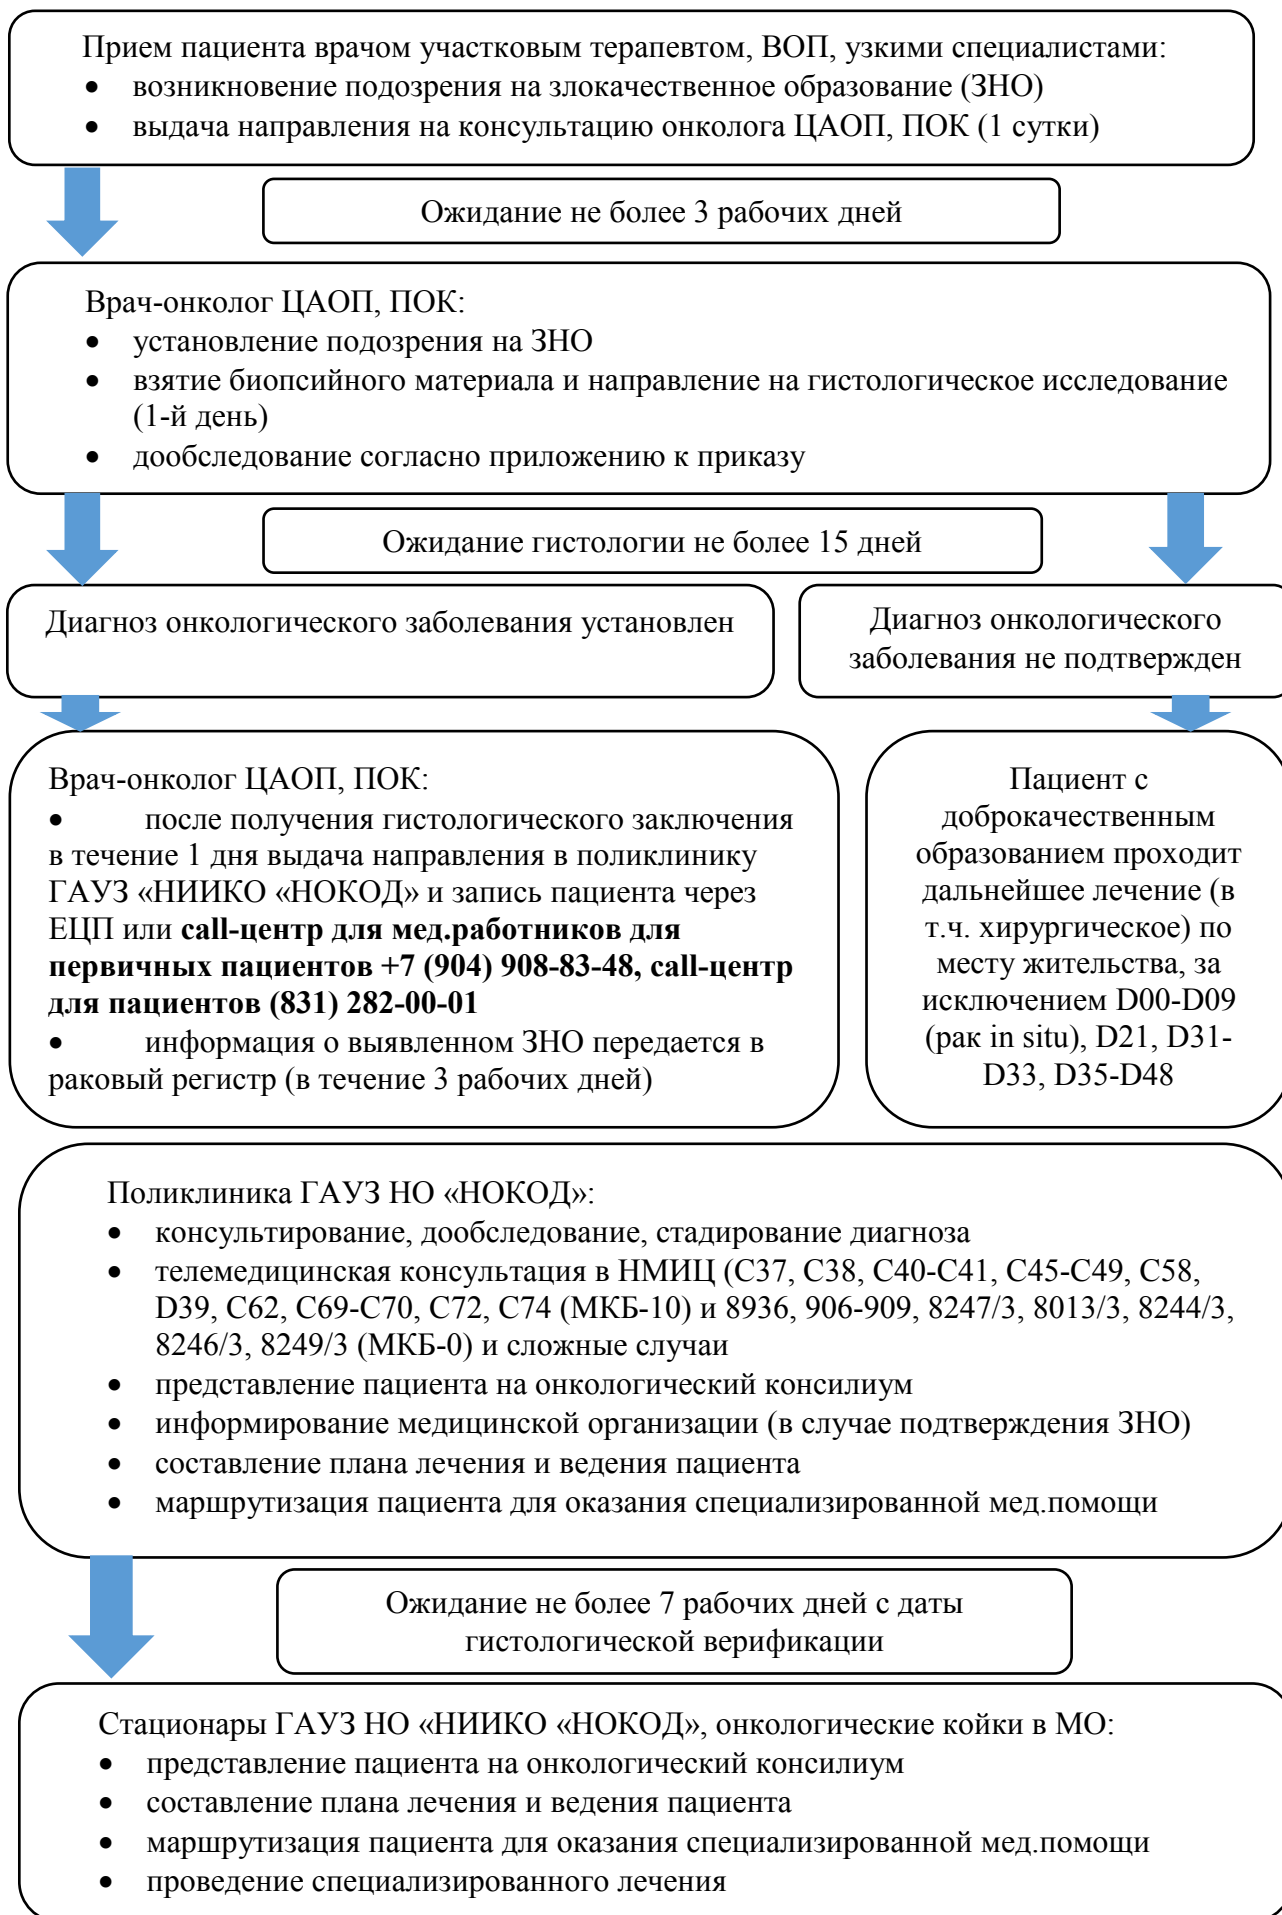 Прием пациента врачом участковым терапевтом, ВОП, узкими специалистами:
• возникновение подозрения на злокачественное образование (ЗНО)
• выдача направления на консультацию онколога ЦАОП, ПОК (1 сутки)
Ожидание не более 3 рабочих дней
Врач-онколог ЦАОП, ПОК:
• установление подозрения на ЗНО
• взятие биопсийного материала и направление на гистологическое исследование
(1-й день)
• дообследование согласно приложению к приказу
Ожидание гистологии не более 15 дней
Диагноз онкологического заболевания установлен
Диагноз онкологического
заболевания не подтвержден
Врач-онколог ЦАОП, ПОК:
• после получения гистологического заключения
в течение 1 дня выдача направления в поликлинику
ГАУЗ «НИИКО «НОКОД» и запись пациента через
ЕЦП или call-центр для мед.работников для
первичных пациентов +7 (904) 908-83-48, call-центр
для пациентов (831) 282-00-01
• информация о выявленном ЗНО передается в
раковый регистр (в течение 3 рабочих дней)
Пациент с
доброкачественным
образованием проходит
дальнейшее лечение (в
т.ч. хирургическое) по
месту жительства, за
исключением D00-D09
(рак in situ), D21, D31-
D33, D35-D48
Поликлиника ГАУЗ НО «НОКОД»:
• консультирование, дообследование, стадирование диагноза
• телемедицинская консультация в НМИЦ (С37, С38, С40-С41, С45-С49, С58,
D39, С62, С69-С70, С72, С74 (МКБ-10) и 8936, 906-909, 8247/3, 8013/3, 8244/3,
8246/3, 8249/3 (МКБ-0) и сложные случаи
• представление пациента на онкологический консилиум
• информирование медицинской организации (в случае подтверждения ЗНО)
• составление плана лечения и ведения пациента
• маршрутизация пациента для оказания специализированной мед.помощи
Ожидание не более 7 рабочих дней с даты
гистологической верификации
Стационары ГАУЗ НО «НИИКО «НОКОД», онкологические койки в МО:
• представление пациента на онкологический консилиум
• составление плана лечения и ведения пациента
• маршрутизация пациента для оказания специализированной мед.помощи
• проведение специализированного лечения